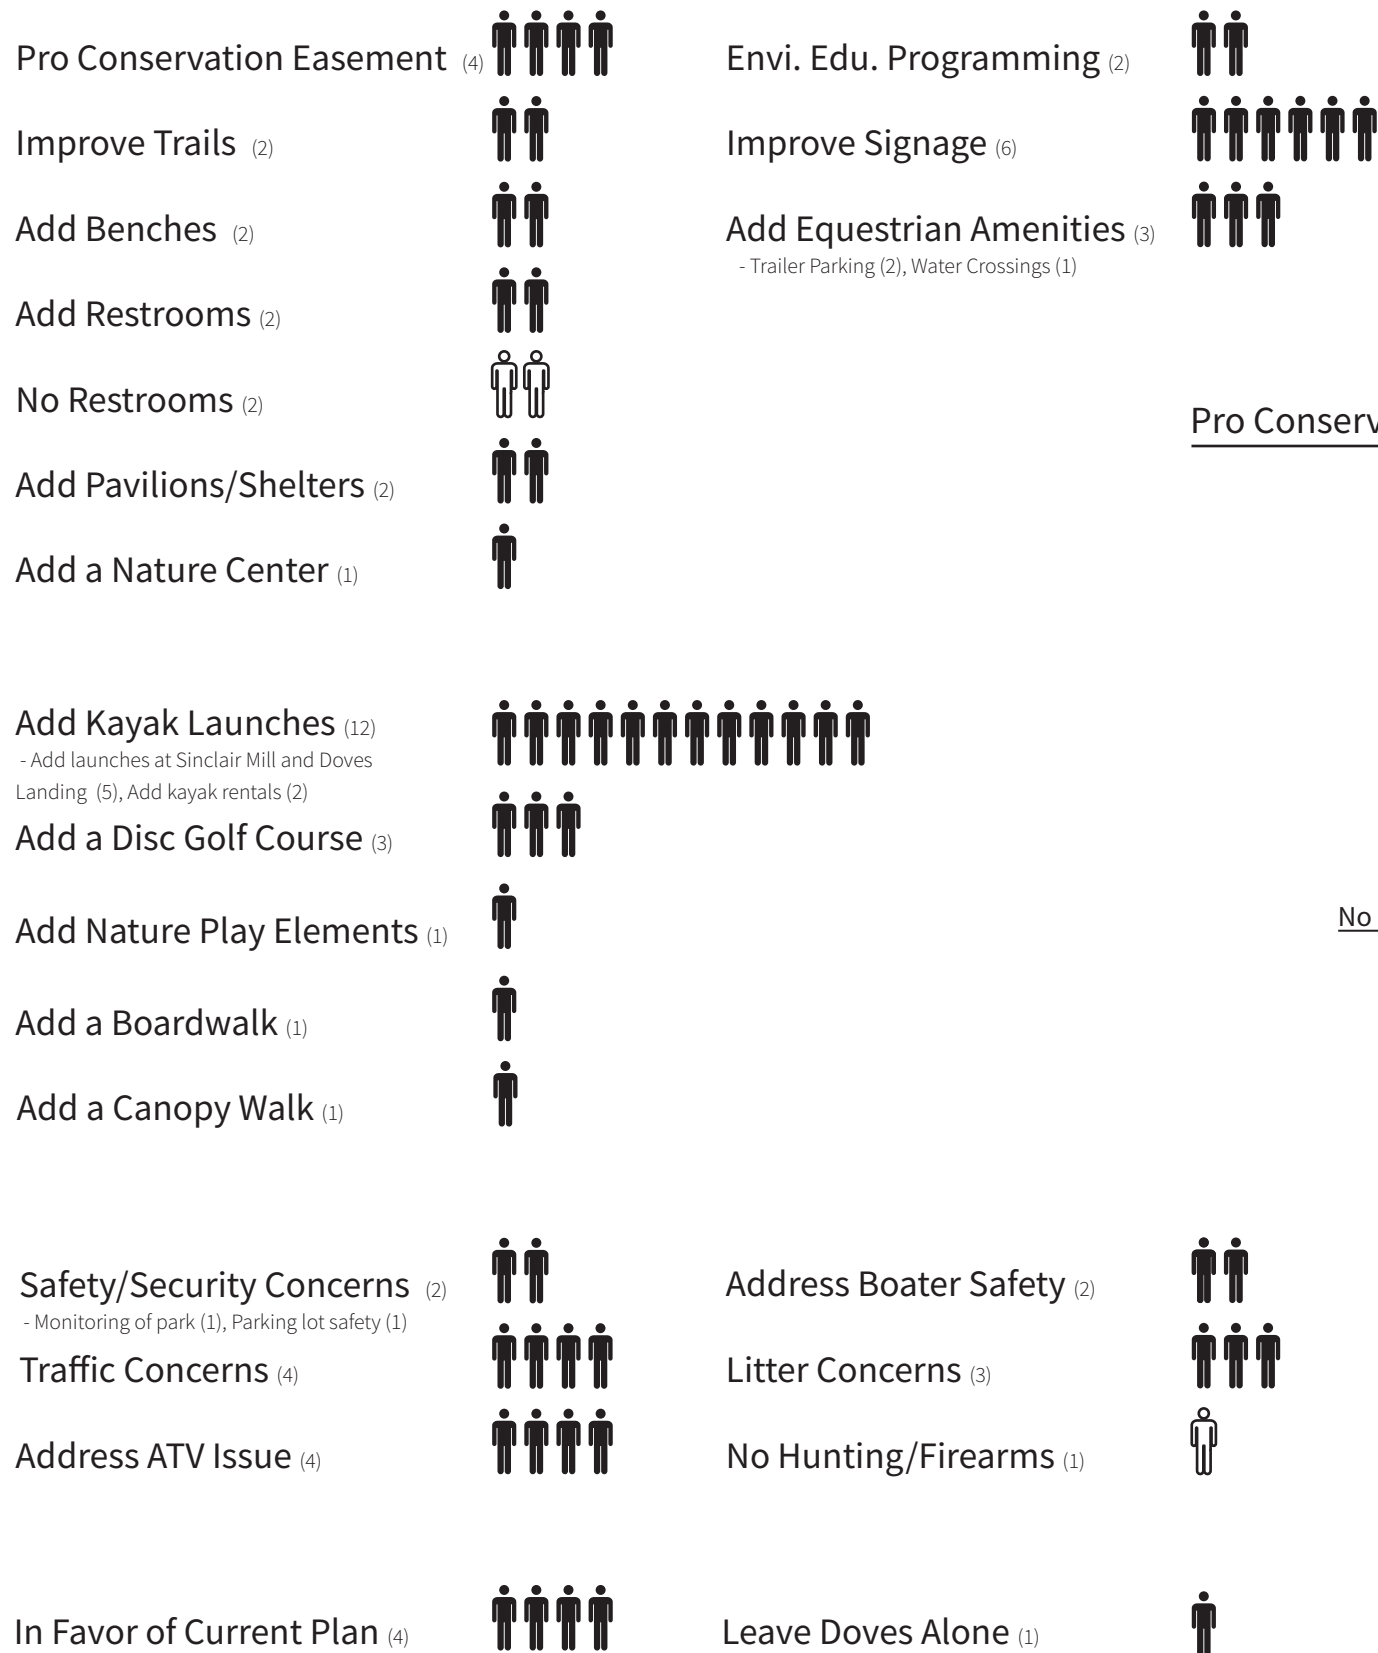 Pro Conservation Easement (4)
Improve Trails (2)
Add Benches (2)
Add Restrooms (2)
No Restrooms (2)
Add Pavilions/Shelters (2)
Add a Nature Center (1)
Envi. Edu. Programming (2)
Improve Signage (6)
Add Equestrian Amenities (3)
- Trailer Parking (2), Water Crossings (1)
Pro Conserv
Add Kayak Launches (12)
- Add launches at Sinclair Mill and Doves
Landing (5), Add kayak rentals (2)
Add a Disc Golf Course (3)
Add Nature Play Elements (1)
Add a Boardwalk (1)
Add a Canopy Walk (1)
No
Safety/Security Concerns (2)
- Monitoring of park (1), Parking lot safety (1)
Traffic Concerns (4)
Address ATV Issue (4)
Address Boater Safety (2)
Litter Concerns (3)
No Hunting/Firearms (1)
In Favor of Current Plan (4)
Leave Doves Alone (1)